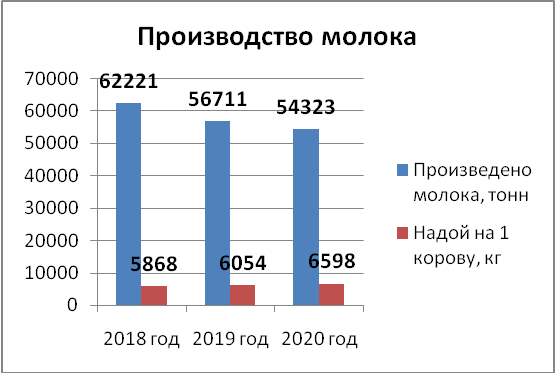 Производство молока
70000
60000
50000
40000
30000
20000
10000
0
62221
56711
54323
5868
6054
6598
2018 год
2019 год
2020 год
Произведено
молока, тонн
Надой на 1
корову, кг